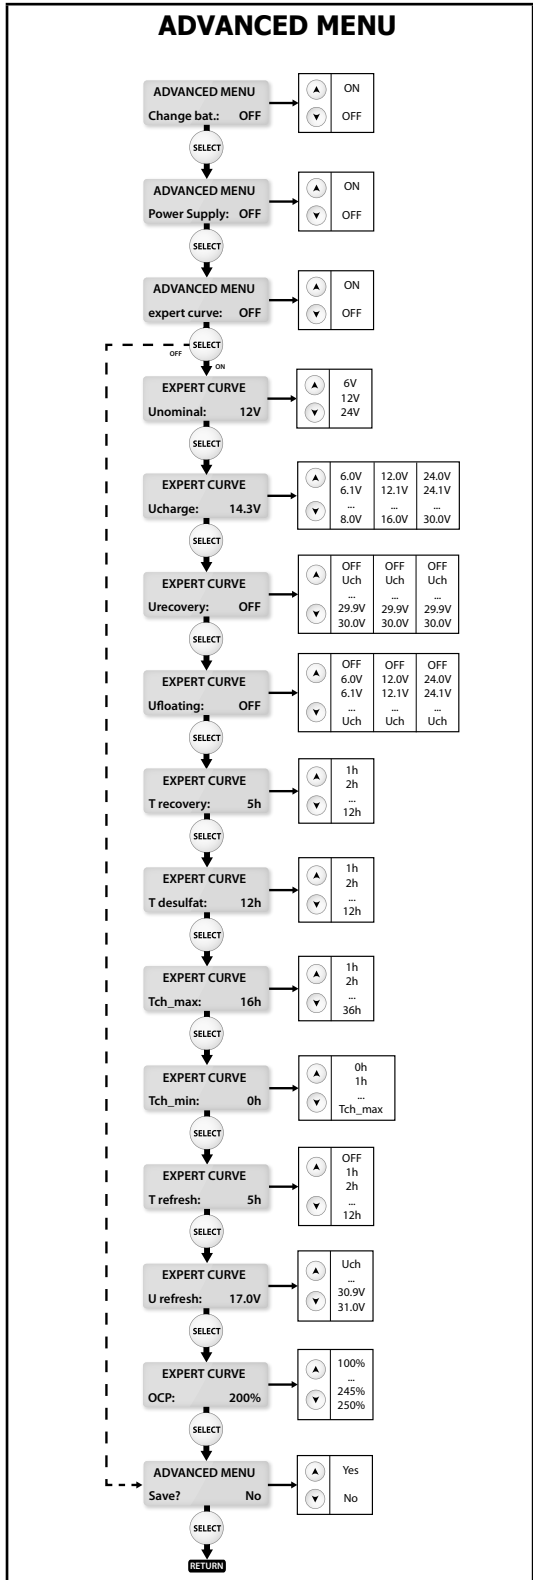 ADVANCED MENU
ADVANCED MENU
Change bat.: OFF
ON
OFF
SELECT
ADVANCED MENU
Power Supply: OFF
ON
OFF
SELECT
ADVANCED MENU
expert curve: OFF
ON
OFF
SELECT
OFF
ON
EXPERT CURVE
Unominal: 12V
6V
12V
24V
SELECT
EXPERT CURVE
Ucharge: 14.3V
6.0V 12.0V 24.0V
6.1V 12.1V 24.1V
... ... ...
8.0V 16.0V 30.0V
SELECT
EXPERT CURVE
Urecovery: OFF
OFF OFF OFF
Uch Uch Uch
... ... ...
29.9V 29.9V 29.9V
30.0V 30.0V 30.0V
SELECT
EXPERT CURVE
Ufloating: OFF
OFF OFF OFF
6.0V 12.0V 24.0V
6.1V 12.1V 24.1V
... ... ...
Uch Uch Uch
SELECT
EXPERT CURVE
T recovery: 5h
1h
2h
...
12h
SELECT
EXPERT CURVE
T desulfat: 12h
1h
2h
...
12h
SELECT
EXPERT CURVE
Tch_max: 16h
1h
2h
...
36h
SELECT
EXPERT CURVE
Tch_min: 0h
0h
1h
...
Tch_max
SELECT
EXPERT CURVE
T refresh: 5h
OFF
1h
2h
...
12h
SELECT
EXPERT CURVE
U refresh: 17.0V
Uch
...
30.9V
31.0V
SELECT
EXPERT CURVE
OCP: 200%
100%
...
245%
250%
SELECT
ADVANCED MENU
Save? No
Yes
No
SELECT
RETURN